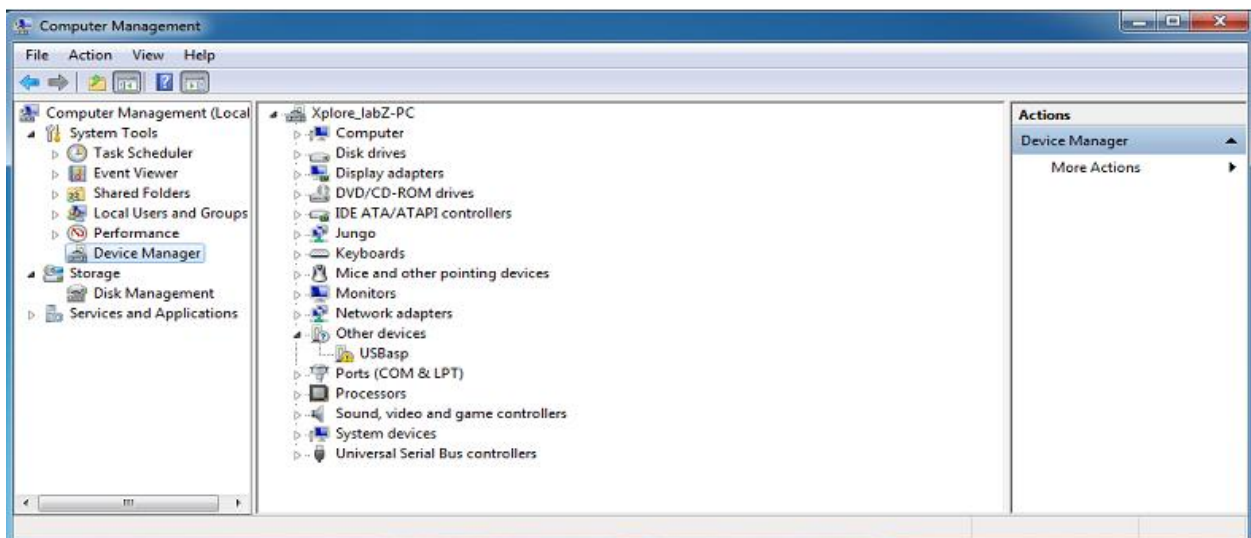 Computer Management
File Action View Help
Computer Management (Local
System Tools
Task Scheduler
Event Viewer
Shared Folders
Local Users and Groups
Performance
Device Manager
Storage
Disk Management
Services and Applications
Xplore_labZ-PC
Computer
Disk drives
Display adapters
DVD/CD-ROM drives
IDE ATA/ATAPI controllers
Jungo
Keyboards
Mice and other pointing devices
Monitors
Network adapters
Other devices
USBasp
Ports (COM & LPT)
Processors
Sound, video and game controllers
System devices
Universal Serial Bus controllers
Actions
Device Manager
More Actions